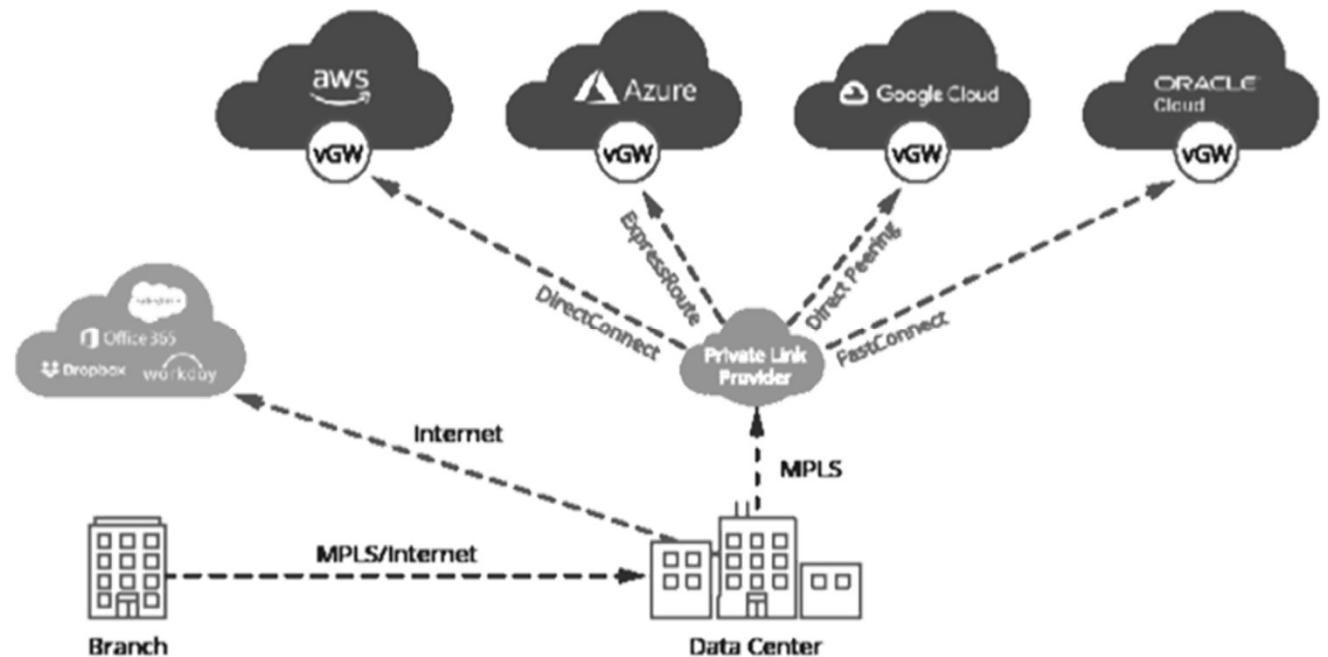 aws
Azure
Google Cloud
ORACLE
Cloud
vGW
vGW
vGW
vGW
DirectConnect
ExpressRoute
Direct Peering
FastConnect
Private Link
Provider
Office 365
Dropbox
workday
Internet
MPLS
MPLS/Internet
Branch
Data Center